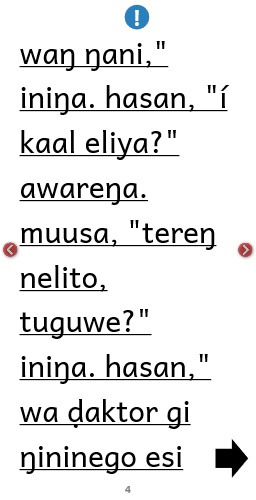 waŋ ŋani,"
iniŋa. hasan, "í
kaal eliya?"
awareŋa.
muusa, "tereŋ
nelito,
tuguwe?"
iniŋa. hasan,"
wa ḍaktor gi
ŋininego esi
4